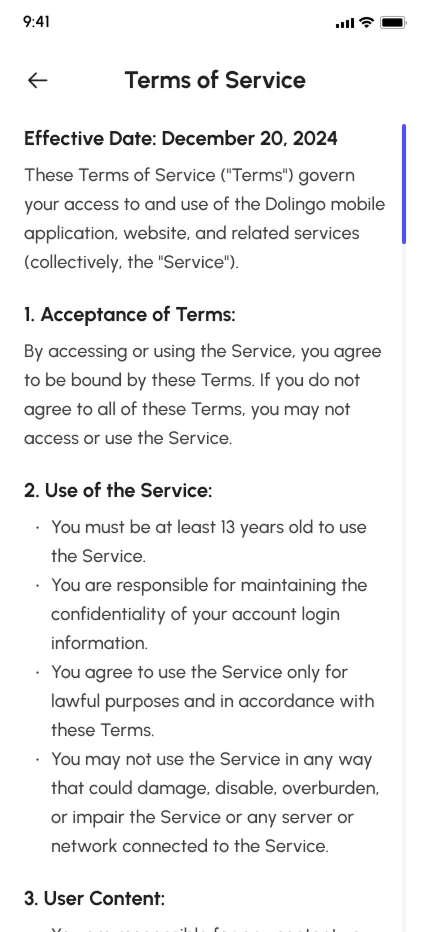 9:41
Terms of Service
Effective Date: December 20, 2024
These Terms of Service ("Terms") govern
your access to and use of the Dolingo mobile
application, website, and related services
(collectively, the "Service").
1. Acceptance of Terms:
By accessing or using the Service, you agree
to be bound by these Terms. If you do not
agree to all of these Terms, you may not
access or use the Service.
2. Use of the Service:
· You must be at least 13 years old to use
the Service.
· You are responsible for maintaining the
confidentiality of your account login
information.
· You agree to use the Service only for
lawful purposes and in accordance with
these Terms.
· You may not use the Service in any way
that could damage, disable, overburden,
or impair the Service or any server or
network connected to the Service.
3. User Content: